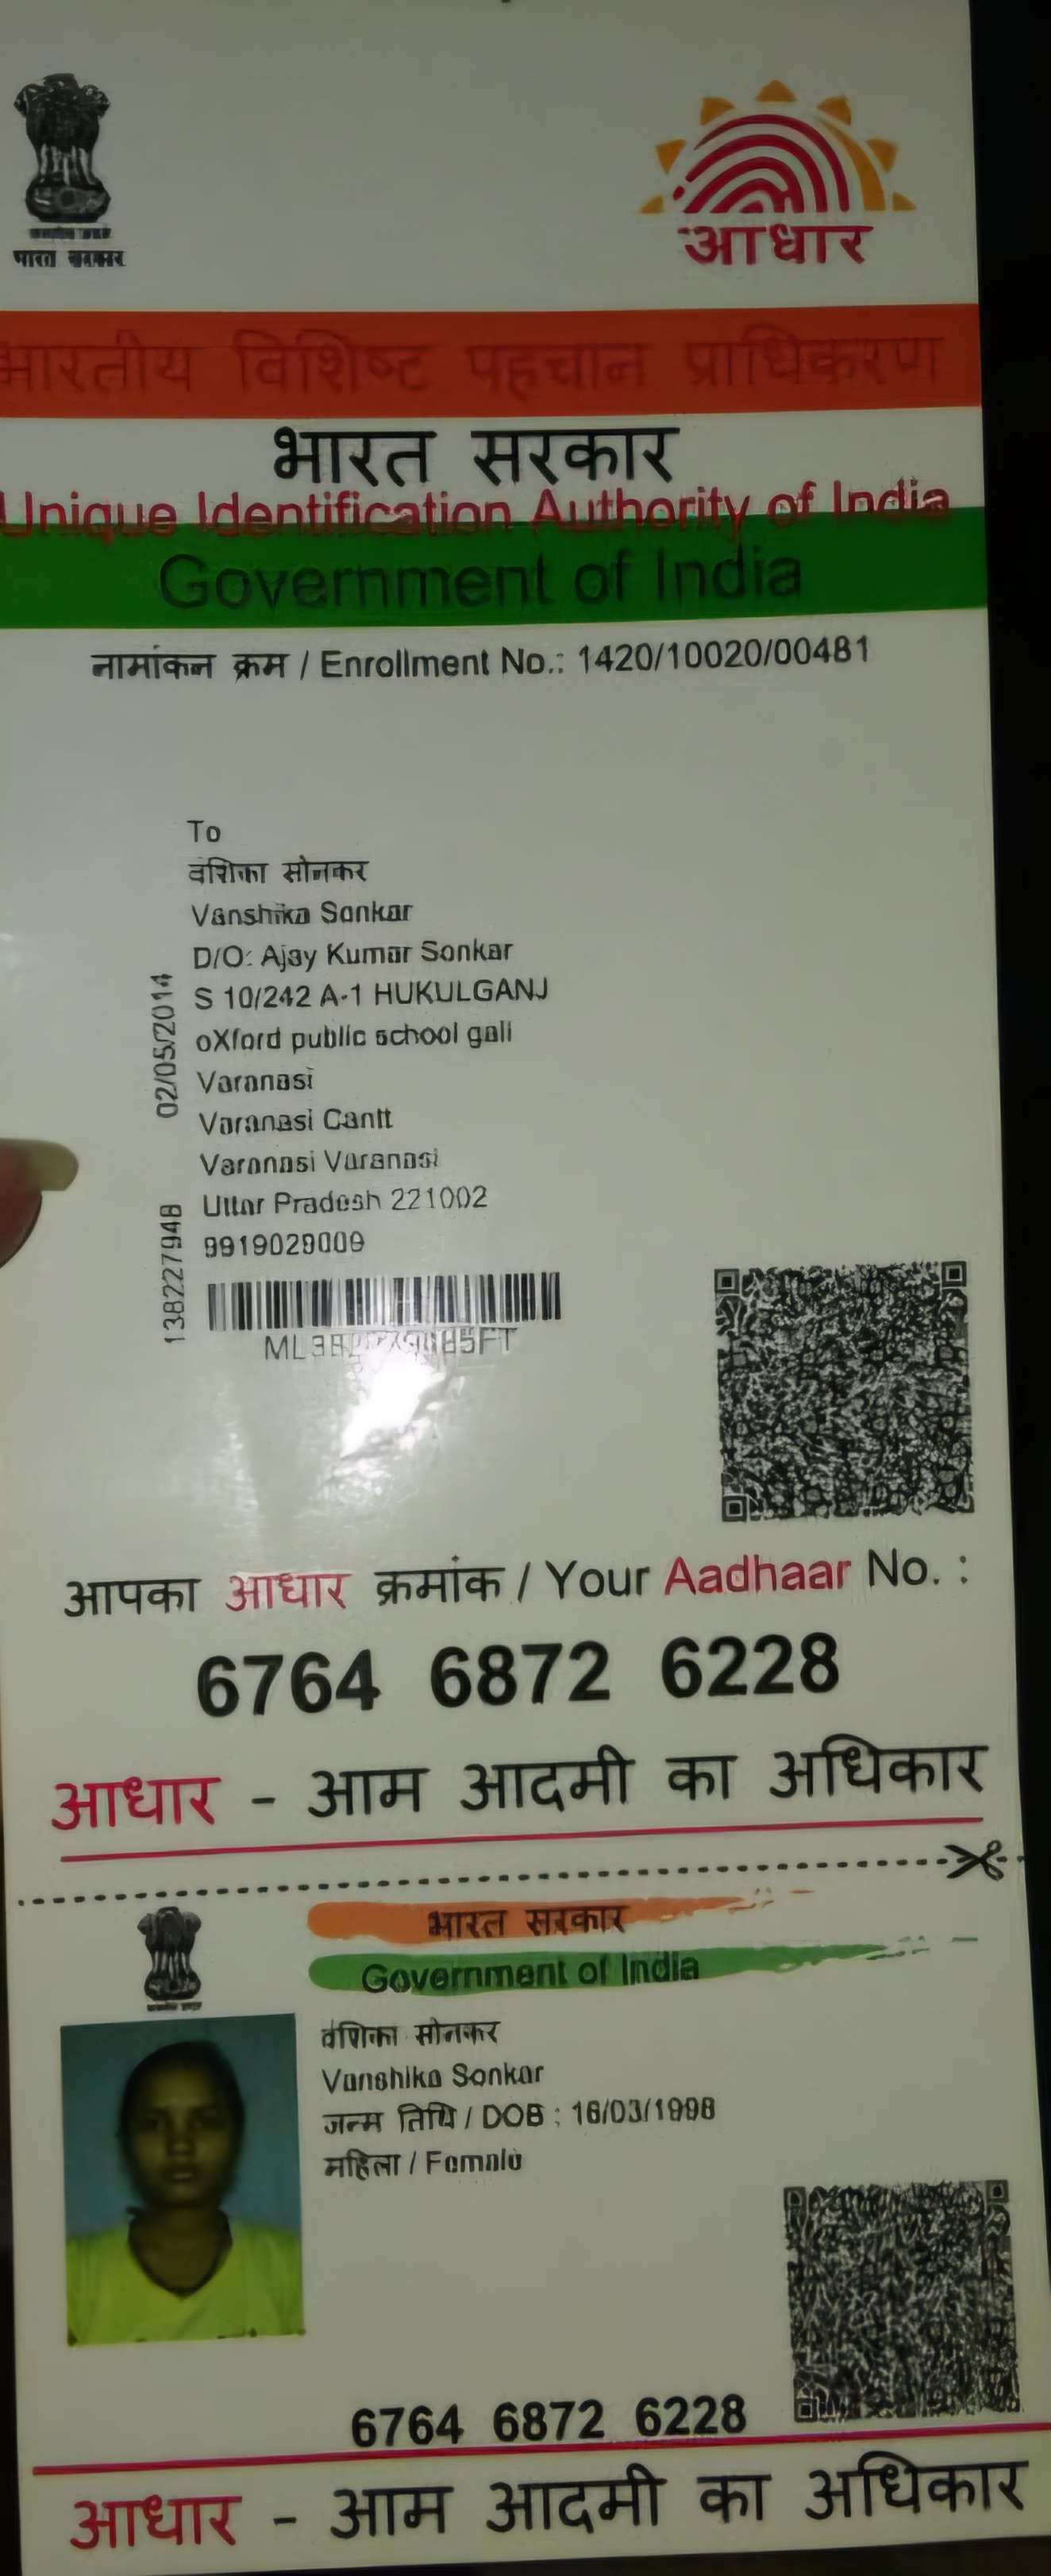 भारत सरकार
आधार
भारतीय विशिष्ट पहचान प्राधिकरण
भारत सरकार
Unique Identification Authority of India
Government of India
नामांकन क्रम / Enrollment No.: 1420/10020/00481
To
वंशिका सोनकर
Vanshika Sonkar
D/O: Ajay Kumar Sonkar
S 10/242 A-1 HUKULGANJ
oXford public school gali
Varanasi
Varanasi Cantt
Varanasi Varanasi
Uttar Pradesh 221002
9919029009
02/05/2014
138227948
आपका आधार क्रमांक / Your Aadhaar No. :
6764 6872 6228
आधार - आम आदमी का अधिकार
भारत सरकार
Government of India
वंशिका सोनकर
Vanshika Sonkar
जन्म तिथि / DOB : 16/03/1998
महिला / Female
6764 6872 6228
आधार - आम आदमी का अधिकार